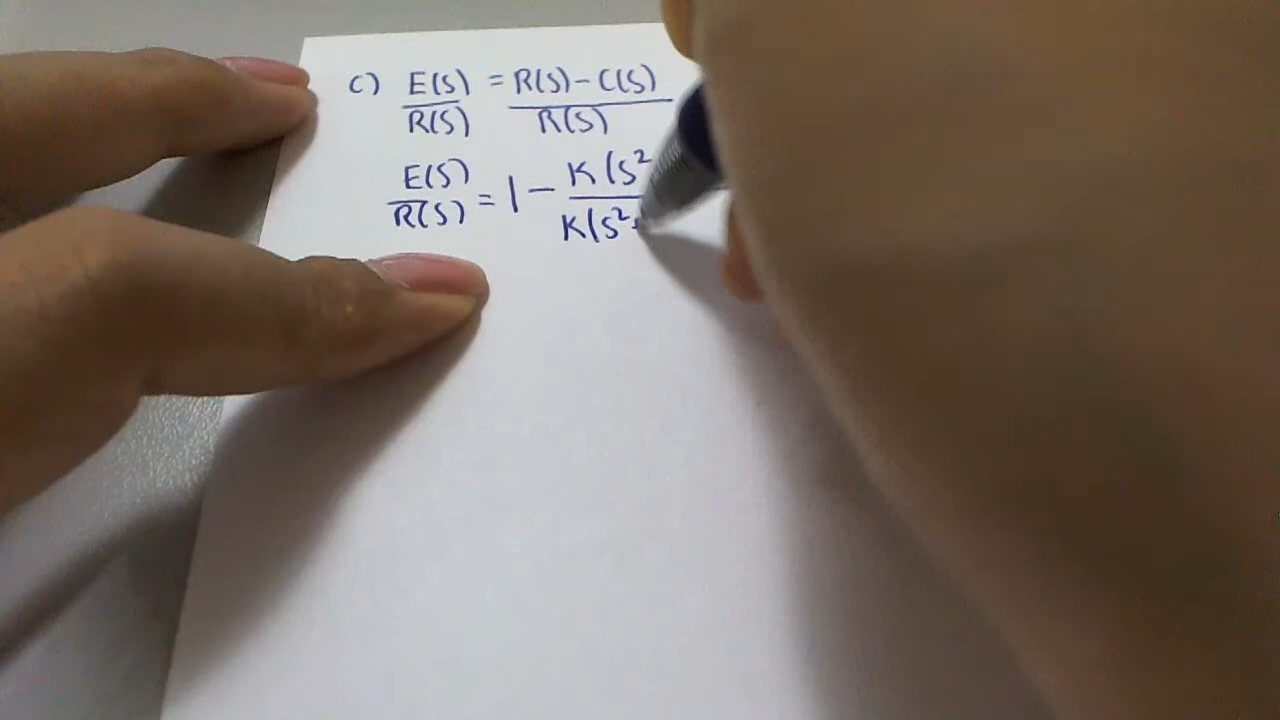 C) E(S)/R(S) = R(S) - C(S)/R(S)
E(S)/R(S) = 1 - K(S²/K(S²